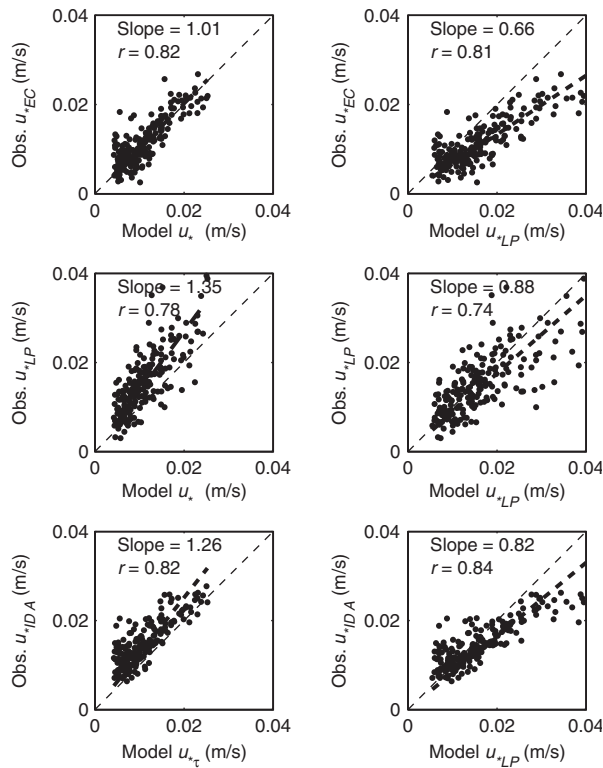 0.04
Slope = 1.01
r = 0.82
Obs. u*EC (m/s)
0.02
0
0
0.02
0.04
Model u* (m/s)
0.04
Slope = 0.66
r = 0.81
Obs. u*EC (m/s)
0.02
0
0
0.02
0.04
Model u*LP (m/s)
0.04
Slope = 1.35
r = 0.78
Obs. u*LP (m/s)
0.02
0
0
0.02
0.04
Model u* (m/s)
0.04
Slope = 0.88
r = 0.74
Obs. u*LP (m/s)
0.02
0
0
0.02
0.04
Model u*LP (m/s)
0.04
Slope = 1.26
r = 0.82
Obs. u*ID A (m/s)
0.02
0
0
0.02
0.04
Model u*τ (m/s)
0.04
Slope = 0.82
r = 0.84
Obs. u*ID A (m/s)
0.02
0
0
0.02
0.04
Model u*LP (m/s)